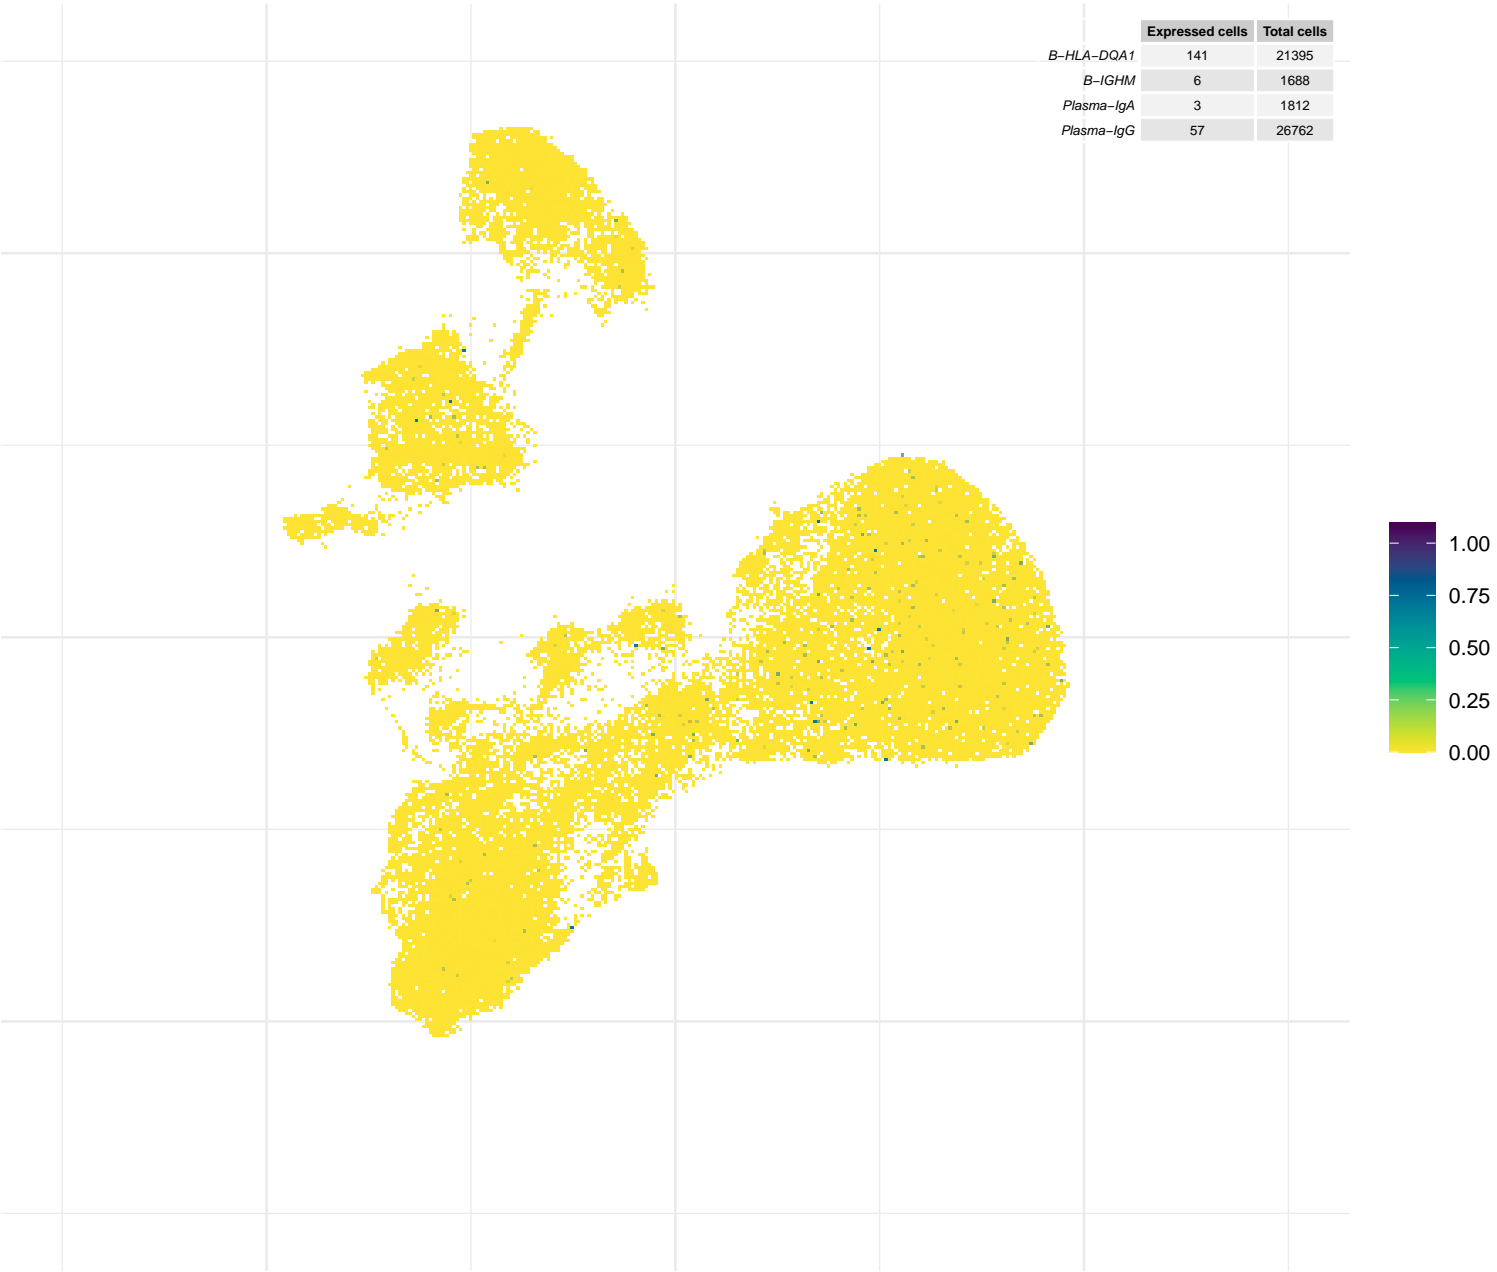 Expressed cells Total cells
B−HLA−DQA1 141 21395
B−IGHM 6 1688
Plasma−IgA 3 1812
Plasma−IgG 57 26762
1.00
0.75
0.50
0.25
0.00